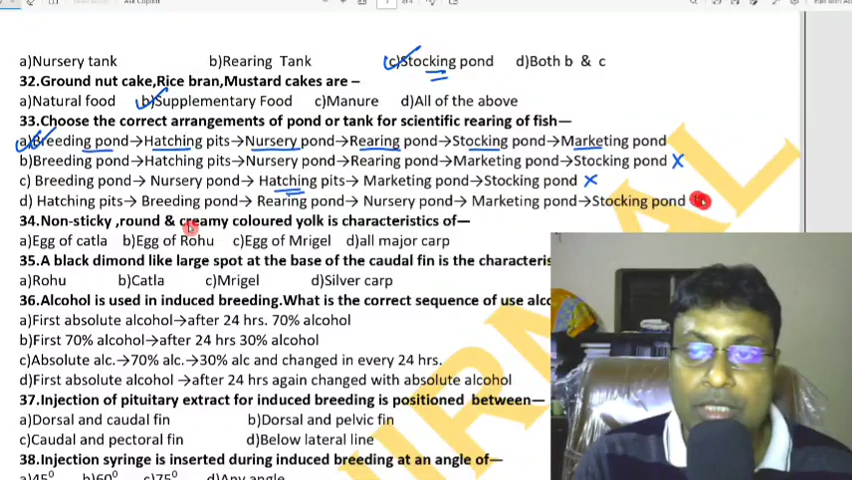 a)Nursery tank b)Rearing Tank (c)Stocking pond d)Both b & c
32.Ground nut cake,Rice bran,Mustard cakes are –
a)Natural food b)Supplementary Food c)Manure d)All of the above
33.Choose the correct arrangements of pond or tank for scientific rearing of fish—
a)Breeding pond→Hatching pits→Nursery pond→Rearing pond→Stocking pond→Marketing pond
b)Breeding pond→Hatching pits→Nursery pond→Rearing pond→Marketing pond→Stocking pond X
c) Breeding pond→ Nursery pond→ Hatching pits→ Marketing pond→Stocking pond X
d) Hatching pits→ Breeding pond→ Rearing pond→ Nursery pond→ Marketing pond→Stocking pond
34.Non-sticky ,round & creamy coloured yolk is characteristics of—
a)Egg of catla b)Egg of Rohu c)Egg of Mrigel d)all major carp
35.A black dimond like large spot at the base of the caudal fin is the
a)Rohu b)Catla c)Mrigel d)Silver carp
36.Alcohol is used in induced breeding.What is the correct sequence of use
a)First absolute alcohol→after 24 hrs. 70% alcohol
b)First 70% alcohol→after 24 hrs 30% alcohol
c)Absolute alc.→70% alc.→30% alc and changed in every 24 hrs.
d)First absolute alcohol →after 24 hrs again changed with absolute alcohol
37.Injection of pituitary extract for induced breeding is positioned between—
a)Dorsal and caudal fin b)Dorsal and pelvic fin
c)Caudal and pectoral fin d)Below lateral line
38.Injection syringe is inserted during induced breeding at an angle of—
a)45⁰ b)60⁰ c)75⁰ d)Any angle